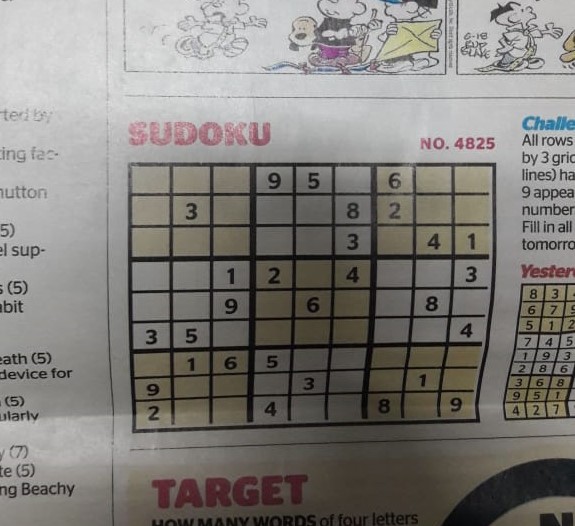 6-18
rted by
SUDOKU
NO. 4825
Challe
All rows
by 3 grid
lines) ha
9 appea
number
Fill in all
tomorro
ting fac-
nutton
5)
el sup-
s (5)
bit
eath (5)
device for
(5)
ularly
y (7)
te (5)
ng Beachy
9 5 6
3 8 2
3 4 1
1 2 4 3
9 6 8
3 5 4
1 6 5
9 3 1
2 4 8 9
Yester
8 3
6 7 9
5 1 2
7 4 5
1 9 3
2 8 6
3 6 8
9 5 1
4 2 7
TARGET
HOW MANY WORDS of four letters
N